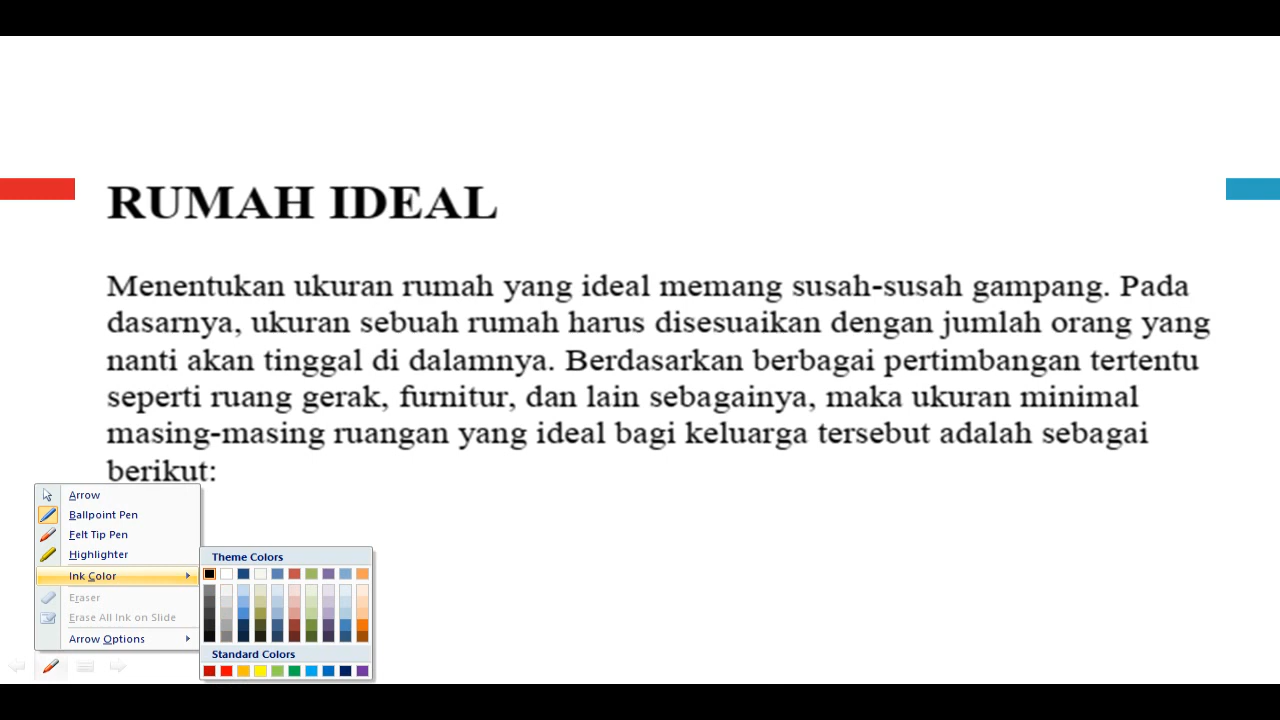 RUMAH IDEAL
Menentukan ukuran rumah yang ideal memang susah-susah gampang. Pada
dasarnya, ukuran sebuah rumah harus disesuaikan dengan jumlah orang yang
nanti akan tinggal di dalamnya. Berdasarkan berbagai pertimbangan tertentu
seperti ruang gerak, furnitur, dan lain sebagainya, maka ukuran minimal
masing-masing ruangan yang ideal bagi keluarga tersebut adalah sebagai
berikut:
Arrow
Ballpoint Pen
Felt Tip Pen
Highlighter
Ink Color
Eraser
Erase All Ink on Slide
Arrow Options
Theme Colors
Standard Colors